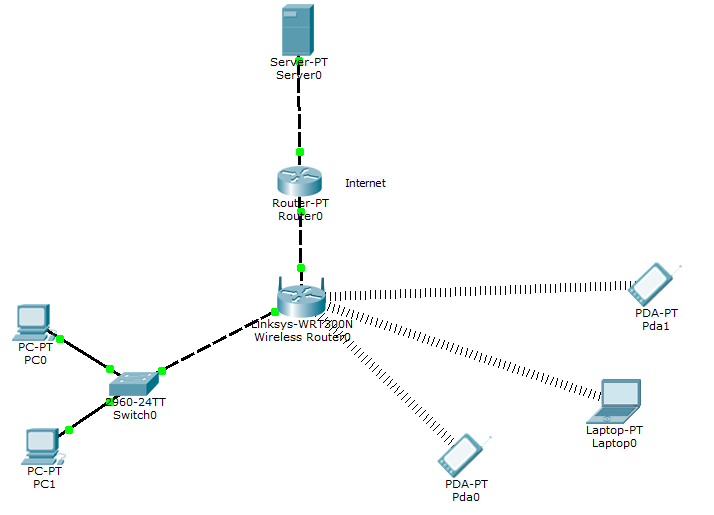 Server-PT
Server0
Internet
Router-PT
Router0
Linksys-WRT300N
Wireless Router0
PDA-PT
Pda1
PC-PT
PC0
2960-24TT
Switch0
Laptop-PT
Laptop0
PC-PT
PC1
PDA-PT
Pda0